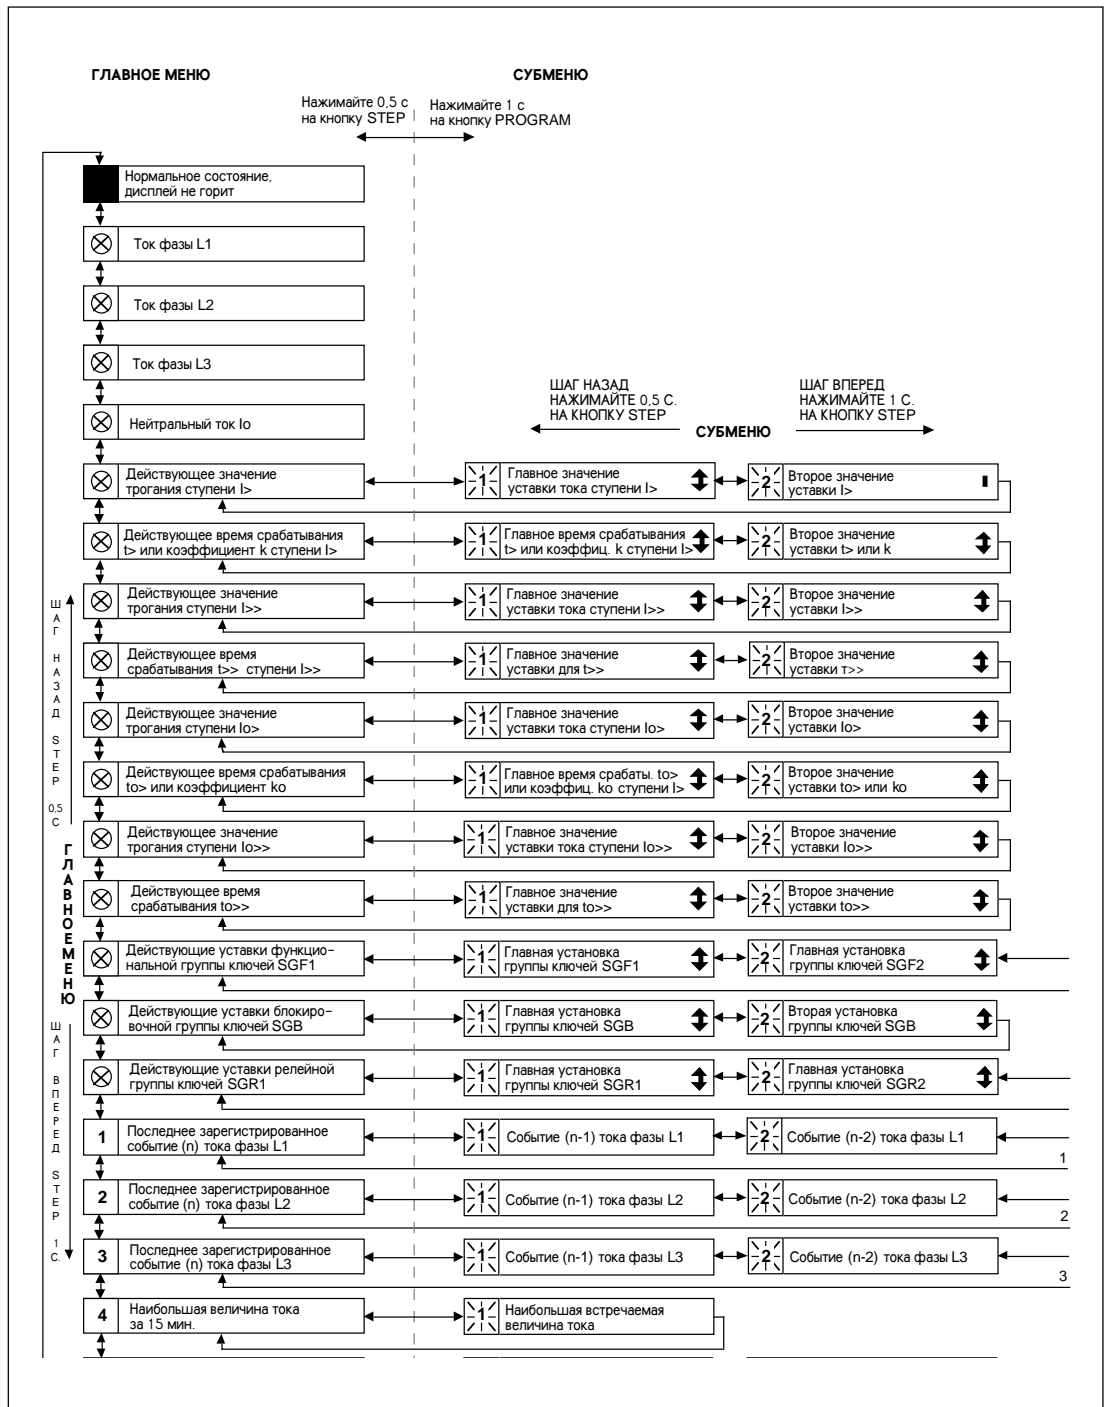 ГЛАВНОЕ МЕНЮ
СУБМЕНЮ
Нажимайте 0,5 с
на кнопку STEP
Нажимайте 1 с
на кнопку PROGRAM
Нормальное состояние,
дисплей не горит
Ток фазы L1
Ток фазы L2
Ток фазы L3
ШАГ НАЗАД
НАЖИМАЙТЕ 0,5 С.
НА КНОПКУ STEP
ШАГ ВПЕРЕД
НАЖИМАЙТЕ 1 С.
НА КНОПКУ STEP
СУБМЕНЮ
Нейтральный ток Io
Действующее значение
трогания ступени I>
1
Главное значение
уставки тока ступени I>
2
Второе значение
уставки I>
Действующее время срабатывания
t> или коэффициент k ступени I>
1
Главное время срабатывания
t> или коэффиц. k ступени I>
2
Второе значение
уставки t> или k
Действующее значение
трогания ступени I>>
1
Главное значение
уставки тока ступени I>>
2
Второе значение
уставки I>>
Действующее время
срабатывания t>> ступени I>>
1
Главное значение
уставки для t>>
2
Второе значение
уставки т>>
Действующее значение
трогания ступени Io>
1
Главное значение
уставки тока ступени Io>
2
Второе значение
уставки Io>
Действующее время срабатывания
to> или коэффициент ko
1
Главное время срабаты. to>
или коэффиц. ko ступени I>
2
Второе значение
уставки to> или ko
Действующее значение
трогания ступени Io>>
1
Главное значение
уставки тока ступени Io>>
2
Второе значение
уставки Io>>
Действующее время
срабатывания to>>
1
Главное значение
уставки для to>>
2
Второе значение
уставки to>>
Действующие уставки функцио-
нальной группы ключей SGF1
1
Главная установка
группы ключей SGF1
2
Главная установка
группы ключей SGF2
Действующие уставки блокиро-
вочной группы ключей SGB
1
Главная установка
группы ключей SGB
2
Вторая установка
группы ключей SGB
Действующие уставки релейной
группы ключей SGR1
1
Главная установка
группы ключей SGR1
2
Главная установка
группы ключей SGR2
1
Последнее зарегистрированное
событие (n) тока фазы L1
1
Событие (n-1) тока фазы L1
2
Событие (n-2) тока фазы L1
1
2
Последнее зарегистрированное
событие (n) тока фазы L2
1
Событие (n-1) тока фазы L2
2
Событие (n-2) тока фазы L2
2
3
Последнее зарегистрированное
событие (n) тока фазы L3
1
Событие (n-1) тока фазы L3
2
Событие (n-2) тока фазы L3
3
4
Наибольшая величина тока
за 15 мин.
1
Наибольшая встречаемая
величина тока
ШАГ НАЗАД STEP 0,5 С
ГЛАВНОЕ МЕНЮ
ШАГ ВПЕРЕД STEP 1 С.